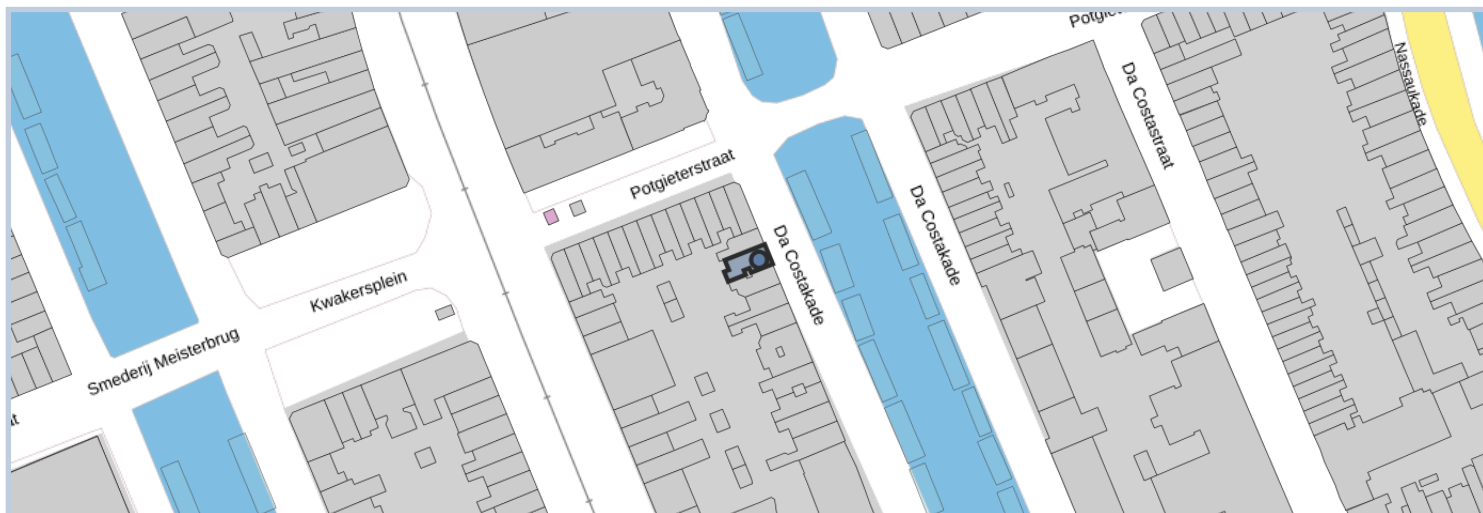 Nassaukade
Da Costastraat
Potgieterstraat
Da Costakade
Da Costakade
Kwakersplein
Smederij Meisterbrug